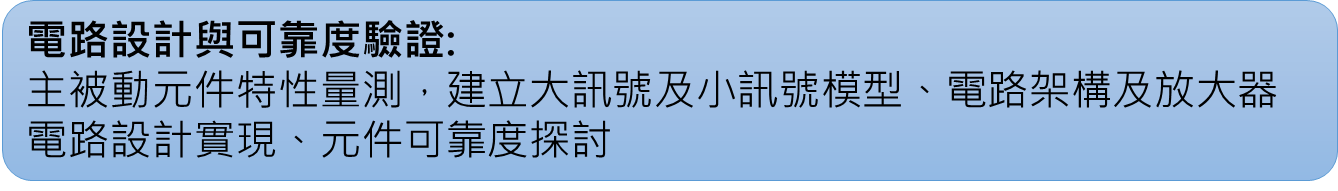 電路設計與可靠度驗證:
主被動元件特性量測，建立大訊號及小訊號模型、電路架構及放大器
電路設計實現、元件可靠度探討